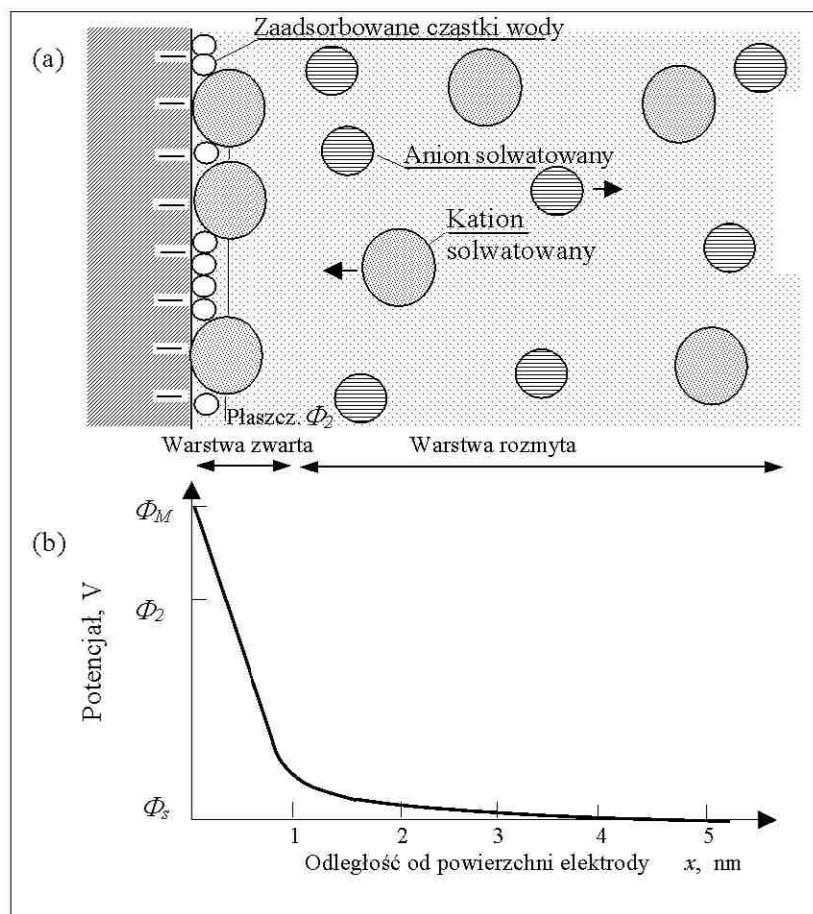 (a)
Zaadsorbowane cząstki wody
Anion solwatowany
Kation
solwatowany
Płaszcz. Φ2
Warstwa zwarta
Warstwa rozmyta
(b)
Potencjał, V
ΦM
Φ2
Φs
1 2 3 4 5
Odległość od powierzchni elektrody x, nm